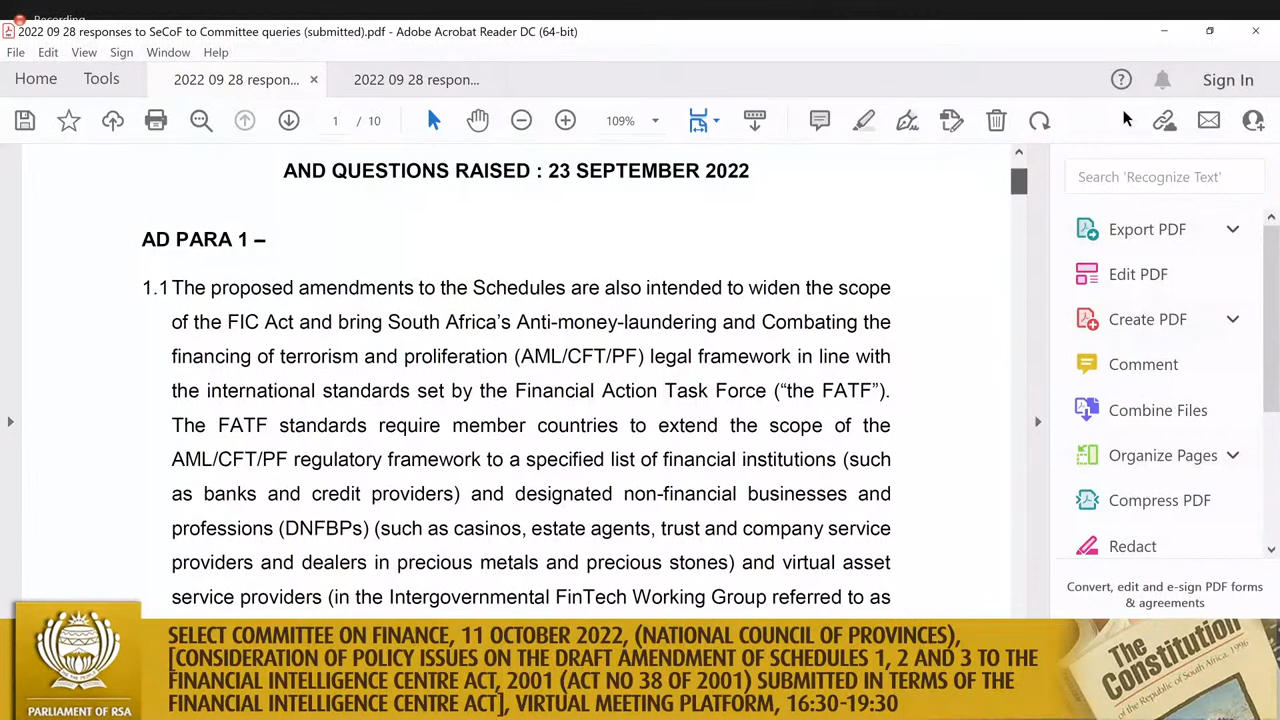 Recording
2022 09 28 responses to SeCoF to Committee queries (submitted).pdf - Adobe Acrobat Reader DC (64-bit)
File Edit View Sign Window Help
Home Tools 2022 09 28 respon... × 2022 09 28 respon... Sign In
1 / 10 109%
AND QUESTIONS RAISED : 23 SEPTEMBER 2022
AD PARA 1 –
1.1 The proposed amendments to the Schedules are also intended to widen the scope
of the FIC Act and bring South Africa’s Anti-money-laundering and Combating the
financing of terrorism and proliferation (AML/CFT/PF) legal framework in line with
the international standards set by the Financial Action Task Force (“the FATF”).
The FATF standards require member countries to extend the scope of the
AML/CFT/PF regulatory framework to a specified list of financial institutions (such
as banks and credit providers) and designated non-financial businesses and
professions (DNFBPs) (such as casinos, estate agents, trust and company service
providers and dealers in precious metals and precious stones) and virtual asset
service providers (in the Intergovernmental FinTech Working Group referred to as
Search 'Recognize Text'
Export PDF
Edit PDF
Create PDF
Comment
Combine Files
Organize Pages
Compress PDF
Redact
Convert, edit and e-sign PDF forms
& agreements
PARLIAMENT OF RSA
SELECT COMMITTEE ON FINANCE, 11 OCTOBER 2022, (NATIONAL COUNCIL OF PROVINCES),
[CONSIDERATION OF POLICY ISSUES ON THE DRAFT AMENDMENT OF SCHEDULES 1, 2 AND 3 TO THE
FINANCIAL INTELLIGENCE CENTRE ACT, 2001 (ACT NO 38 OF 2001) SUBMITTED IN TERMS OF THE
FINANCIAL INTELLIGENCE CENTRE ACT], VIRTUAL MEETING PLATFORM, 16:30-19:30
The
Constitution
of the Republic of South Africa, 1996